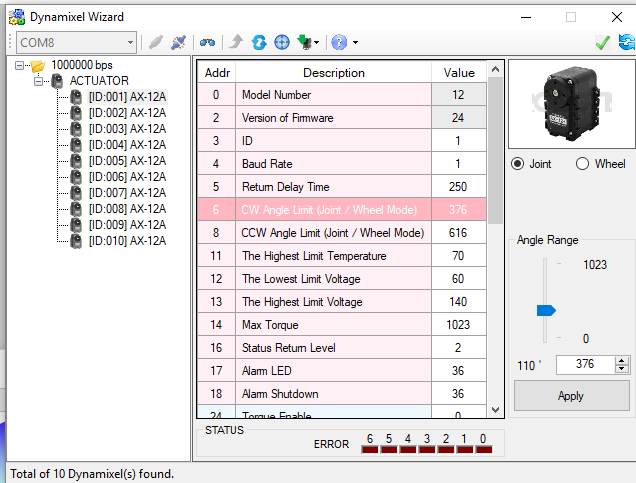 Dynamixel Wizard
COM8
1000000 bps
ACTUATOR
[ID:001] AX-12A
[ID:002] AX-12A
[ID:003] AX-12A
[ID:004] AX-12A
[ID:005] AX-12A
[ID:006] AX-12A
[ID:007] AX-12A
[ID:008] AX-12A
[ID:009] AX-12A
[ID:010] AX-12A
Addr Description Value
0 Model Number 12
2 Version of Firmware 24
3 ID 1
4 Baud Rate 1
5 Return Delay Time 250
6 CW Angle Limit (Joint / Wheel Mode) 376
8 CCW Angle Limit (Joint / Wheel Mode) 616
11 The Highest Limit Temperature 70
12 The Lowest Limit Voltage 60
13 The Highest Limit Voltage 140
14 Max Torque 1023
16 Status Return Level 2
17 Alarm LED 36
18 Alarm Shutdown 36
24 Torque Enable 0
STATUS
ERROR 6 5 4 3 2 1 0
Joint Wheel
Angle Range
1023
0
110 ° 376
Apply
Total of 10 Dynamixel(s) found.